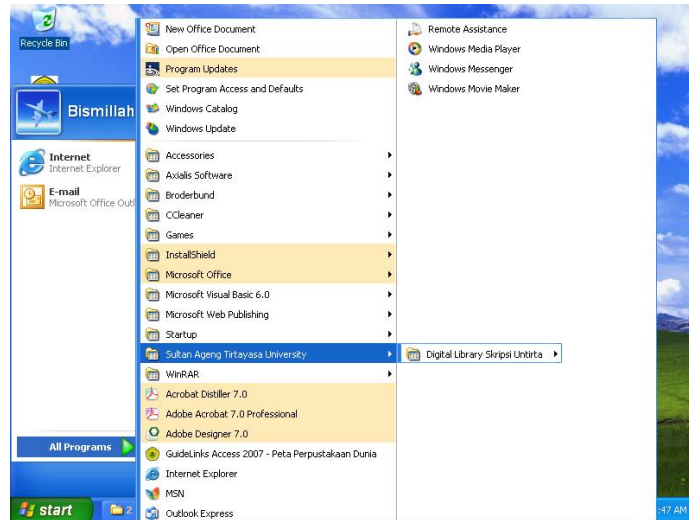 Recycle Bin
Bismillah
Internet
Internet Explorer
E-mail
Microsoft Office Outl
All Programs
start
2
New Office Document
Open Office Document
Program Updates
Set Program Access and Defaults
Windows Catalog
Windows Update
Accessories
Axialis Software
Broderbund
CCleaner
Games
InstallShield
Microsoft Office
Microsoft Visual Basic 6.0
Microsoft Web Publishing
Startup
Sultan Ageng Tirtayasa University
WinRAR
Acrobat Distiller 7.0
Adobe Acrobat 7.0 Professional
Adobe Designer 7.0
GuideLinks Access 2007 - Peta Perpustakaan Dunia
Internet Explorer
MSN
Outlook Express
Remote Assistance
Windows Media Player
Windows Messenger
Windows Movie Maker
Digital Library Skripsi Untirta
:47 AM